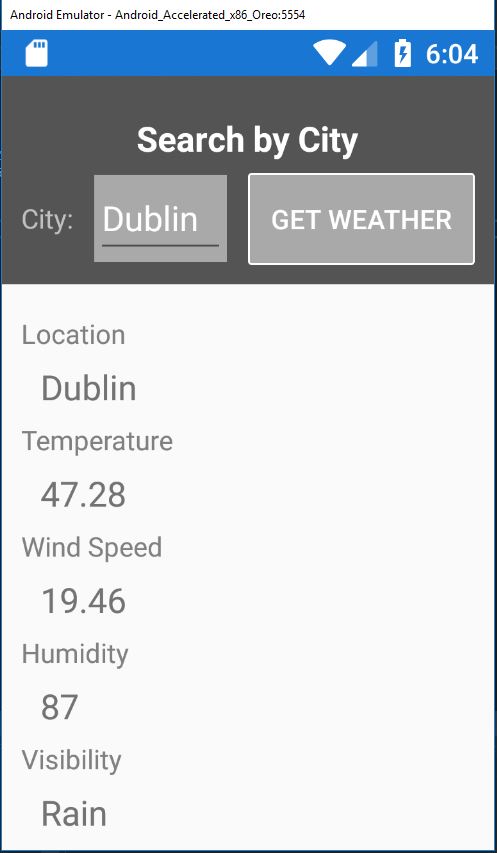 Android Emulator - Android_Accelerated_x86_Oreo:5554
6:04
Search by City
City: Dublin GET WEATHER
Location
Dublin
Temperature
47.28
Wind Speed
19.46
Humidity
87
Visibility
Rain